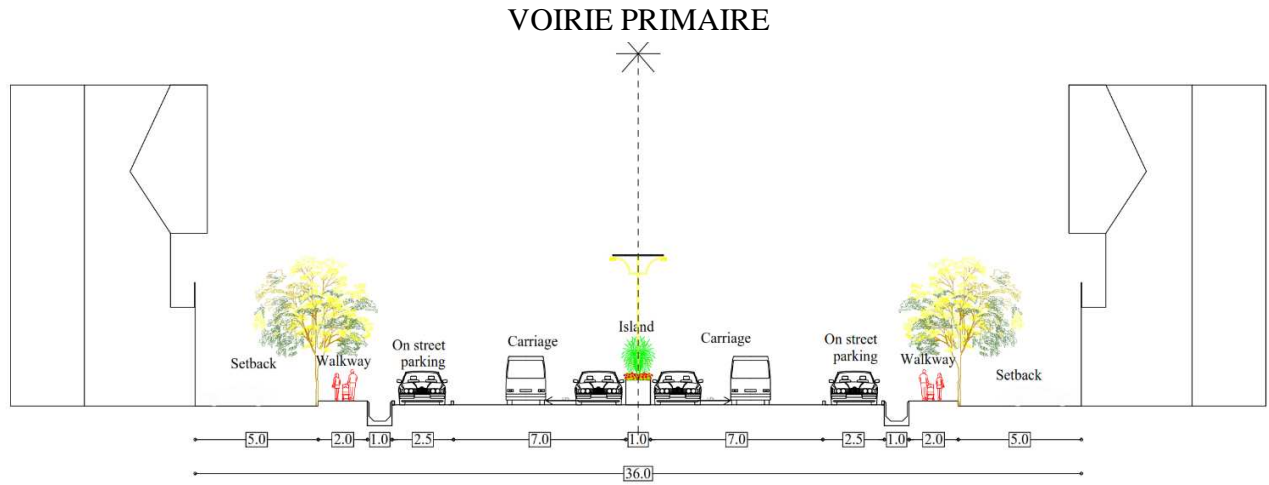 VOIRIE PRIMAIRE
Island
Carriage
Carriage
On street
parking
On street
parking
Walkway
Walkway
Setback
Setback
5.0 2.0 1.0 2.5 7.0 1.0 7.0 2.5 1.0 2.0 5.0
36.0